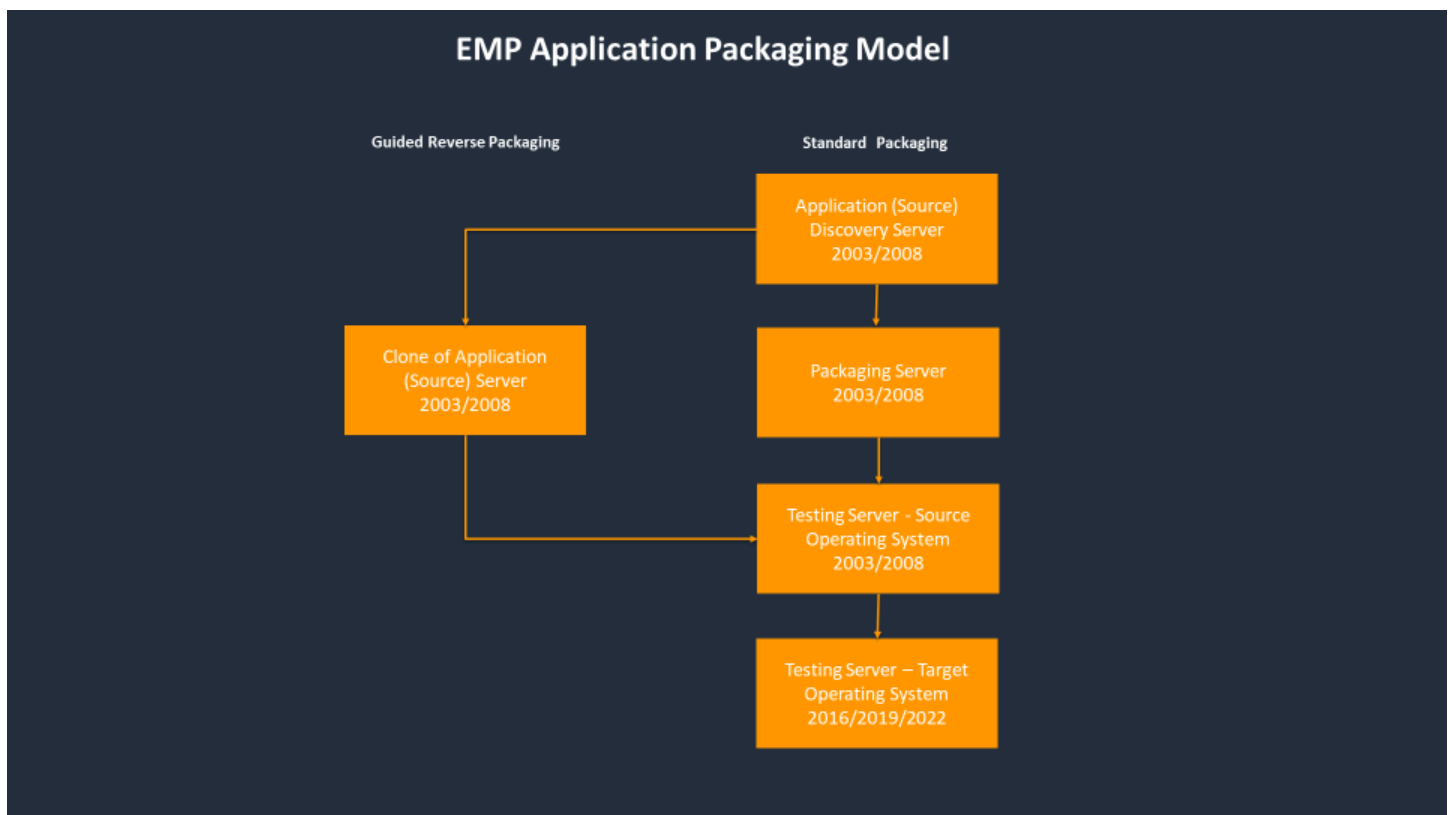 EMP Application Packaging Model
Guided Reverse Packaging
Standard Packaging
Application (Source)
Discovery Server
2003/2008
Clone of Application
(Source) Server
2003/2008
Packaging Server
2003/2008
Testing Server - Source
Operating System
2003/2008
Testing Server – Target
Operating System
2016/2019/2022